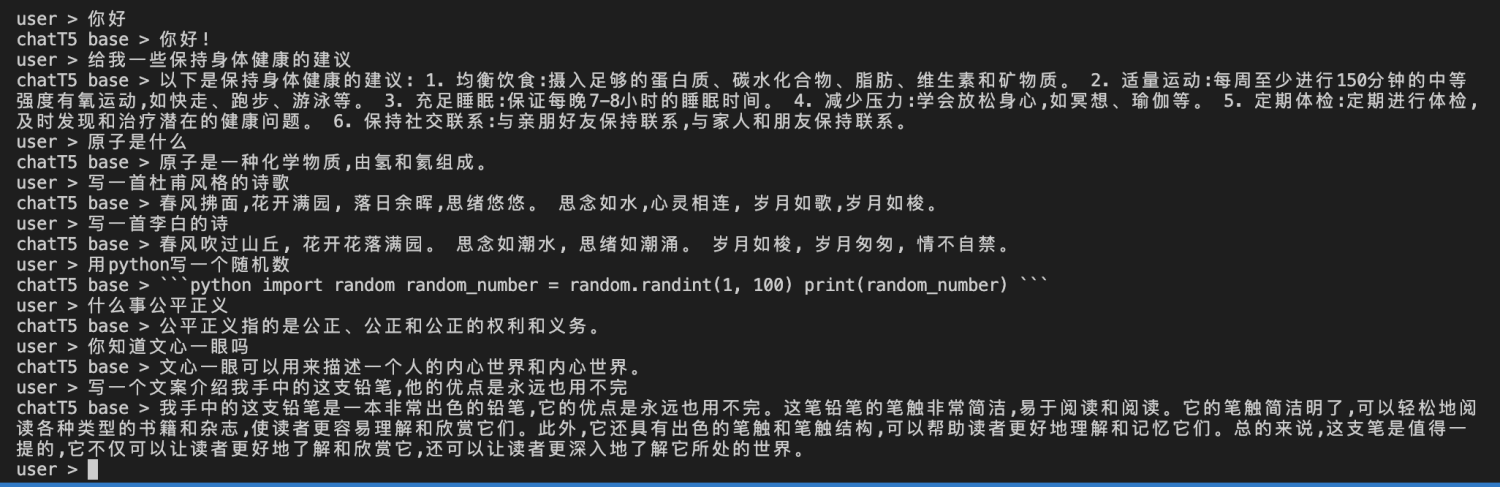 user > 你好
chatT5 base > 你好!
user > 给我一些保持身体健康的建议
chatT5 base > 以下是保持身体健康的建议: 1. 均衡饮食:摄入足够的蛋白质、碳水化合物、脂肪、维生素和矿物质。 2. 适量运动:每周至少进行150分钟的中等
强度有氧运动,如快走、跑步、游泳等。 3. 充足睡眠:保证每晚7-8小时的睡眠时间。 4. 减少压力:学会放松身心,如冥想、瑜伽等。 5. 定期体检:定期进行体检,
及时发现和治疗潜在的健康问题。 6. 保持社交联系:与亲朋好友保持联系,与家人和朋友保持联系。
user > 原子是什么
chatT5 base > 原子是一种化学物质,由氢和氦组成。
user > 写一首杜甫风格的诗歌
chatT5 base > 春风拂面,花开满园, 落日余晖,思绪悠悠。 思念如水,心灵相连, 岁月如歌,岁月如梭。
user > 写一首李白的诗
chatT5 base > 春风吹过山丘, 花开花落满园。 思念如潮水, 思绪如潮涌。 岁月如梭, 岁月匆匆, 情不自禁。
user > 用python写一个随机数
chatT5 base > ```python import random random_number = random.randint(1, 100) print(random_number) ```
user > 什么事公平正义
chatT5 base > 公平正义指的是公正、公正和公正的权利和义务。
user > 你知道文心一眼吗
chatT5 base > 文心一眼可以用来描述一个人的内心世界和内心世界。
user > 写一个文案介绍我手中的这支铅笔,他的优点是永远也用不完
chatT5 base > 我手中的这支铅笔是一本非常出色的铅笔,它的优点是永远也用不完。这笔铅笔的笔触非常简洁,易于阅读和阅读。它的笔触简洁明了,可以轻松地阅
读各种类型的书籍和杂志,使读者更容易理解和欣赏它们。此外,它还具有出色的笔触和笔触结构,可以帮助读者更好地理解和记忆它们。总的来说,这支笔是值得一
提的,它不仅可以让读者更好地了解和欣赏它,还可以让读者更深入地了解它所处的世界。
user >